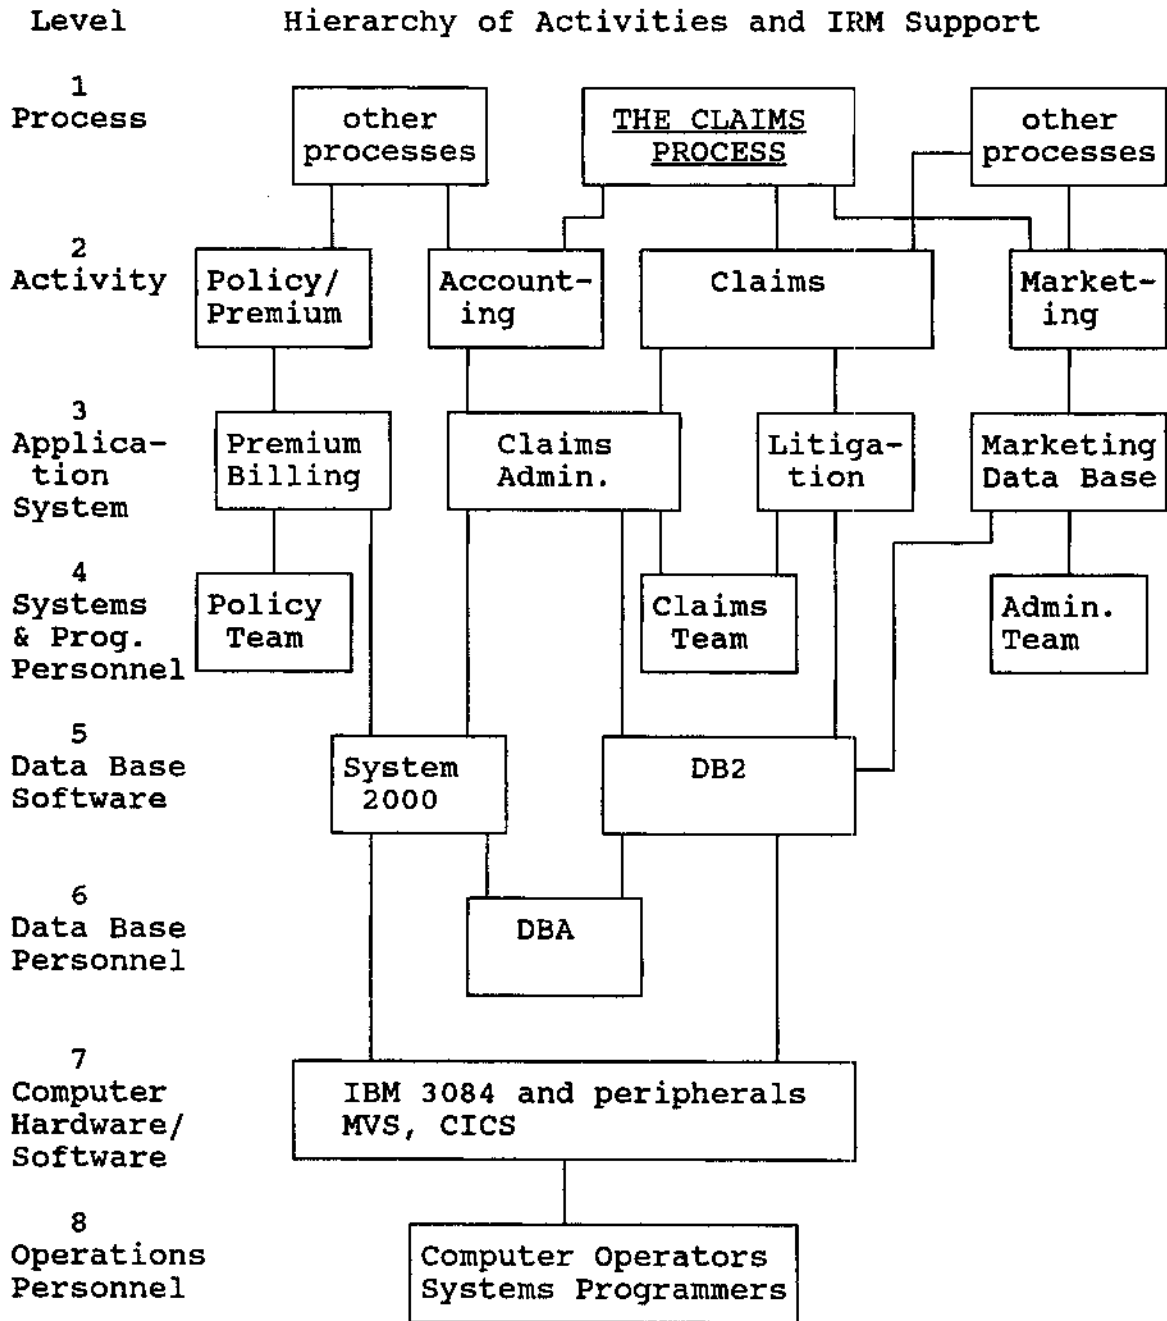 Level Hierarchy of Activities and IRM Support
1
Process
other
processes
THE CLAIMS
PROCESS
other
processes
2
Activity
Policy/
Premium
Account-
ing
Claims
Market-
ing
3
Applica-
tion
System
Premium
Billing
Claims
Admin.
Litiga-
tion
Marketing
Data Base
4
Systems
& Prog.
Personnel
Policy
Team
Claims
Team
Admin.
Team
5
Data Base
Software
System
2000
DB2
6
Data Base
Personnel
DBA
7
Computer
Hardware/
Software
IBM 3084 and peripherals
MVS, CICS
8
Operations
Personnel
Computer Operators
Systems Programmers